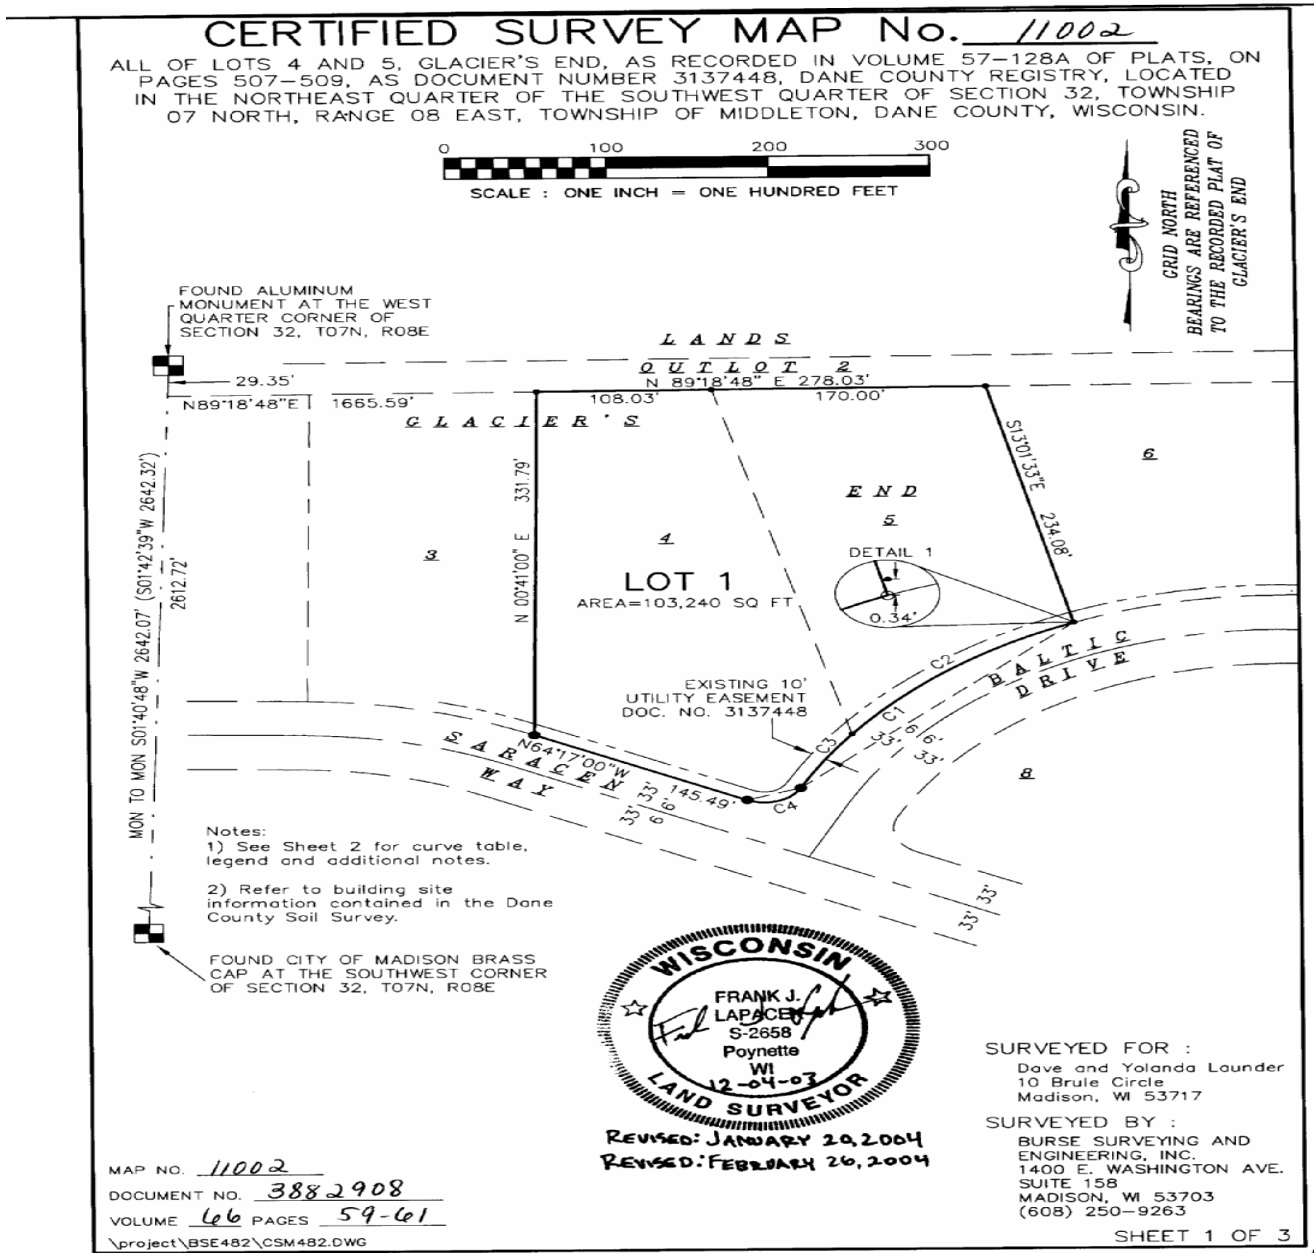 CERTIFIED SURVEY MAP No. 11002
ALL OF LOTS 4 AND 5, GLACIER'S END, AS RECORDED IN VOLUME 57-128A OF PLATS, ON
PAGES 507-509, AS DOCUMENT NUMBER 3137448, DANE COUNTY REGISTRY, LOCATED
IN THE NORTHEAST QUARTER OF THE SOUTHWEST QUARTER OF SECTION 32, TOWNSHIP
07 NORTH, RANGE 08 EAST, TOWNSHIP OF MIDDLETON, DANE COUNTY, WISCONSIN.
0 100 200 300
SCALE : ONE INCH = ONE HUNDRED FEET
GRID NORTH
BEARINGS ARE REFERENCED
TO THE RECORDED PLAT OF
GLACIER'S END
FOUND ALUMINUM
MONUMENT AT THE WEST
QUARTER CORNER OF
SECTION 32, T07N, R08E
LANDS
OUTLOT 2
29.35'
N 89°18'48" E 278.03'
N89°18'48"E 1665.59'
108.03' 170.00'
GLACIER'S
S13°01'33"E 234.08'
6
N 00°41'00" E 331.79'
END
5
4
3
DETAIL 1
0.34'
LOT 1
AREA=103,240 SQ FT
MON TO MON S01°40'48"W 2642.07' (S01°42'39"W 2642.32')
2612.72'
C2
BALTIC
DRIVE
EXISTING 10'
UTILITY EASEMENT
DOC. NO. 3137448
C1
C3
66'
33' 33'
N64°17'00"W 145.49'
SARACEN
WAY
C4
33' 33'
66'
8
Notes:
1) See Sheet 2 for curve table,
legend and additional notes.
2) Refer to building site
information contained in the Dane
County Soil Survey.
33' 33'
FOUND CITY OF MADISON BRASS
CAP AT THE SOUTHWEST CORNER
OF SECTION 32, T07N, R08E
WISCONSIN
FRANK J.
LAPACEK
S-2658
Poynette
WI
12-04-03
LAND SURVEYOR
REVISED: JANUARY 20, 2004
REVISED: FEBRUARY 26, 2004
SURVEYED FOR :
Dave and Yolanda Launder
10 Brule Circle
Madison, WI 53717
SURVEYED BY :
BURSE SURVEYING AND
ENGINEERING, INC.
1400 E. WASHINGTON AVE.
SUITE 158
MADISON, WI 53703
(608) 250-9263
MAP NO. 11002
DOCUMENT NO. 3882908
VOLUME 66 PAGES 59-61
\project\BSE482\CSM482.DWG
SHEET 1 OF 3